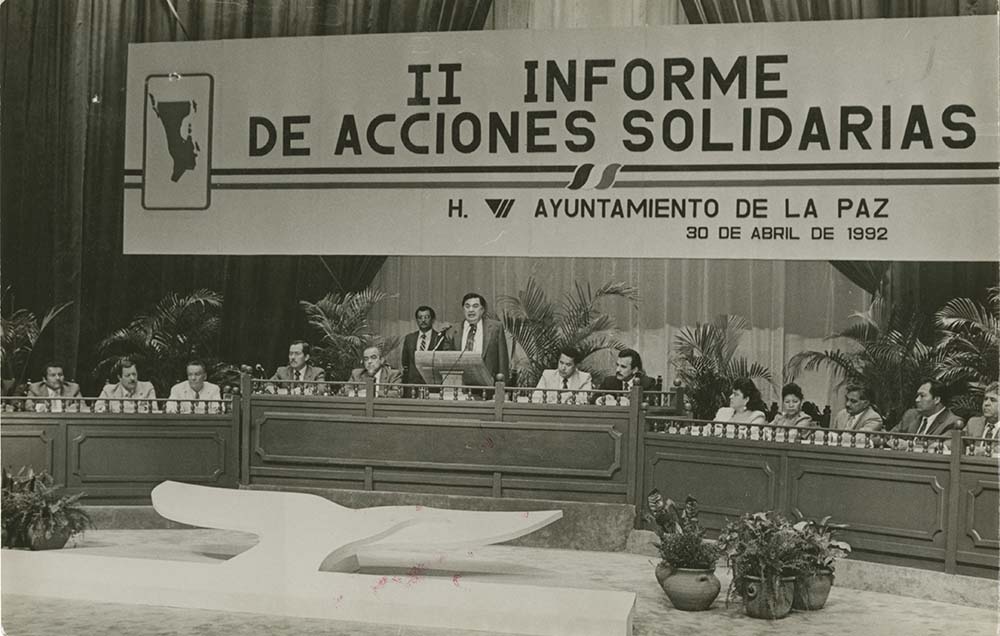 II INFORME
DE ACCIONES SOLIDARIAS
H. AYUNTAMIENTO DE LA PAZ
30 DE ABRIL DE 1992